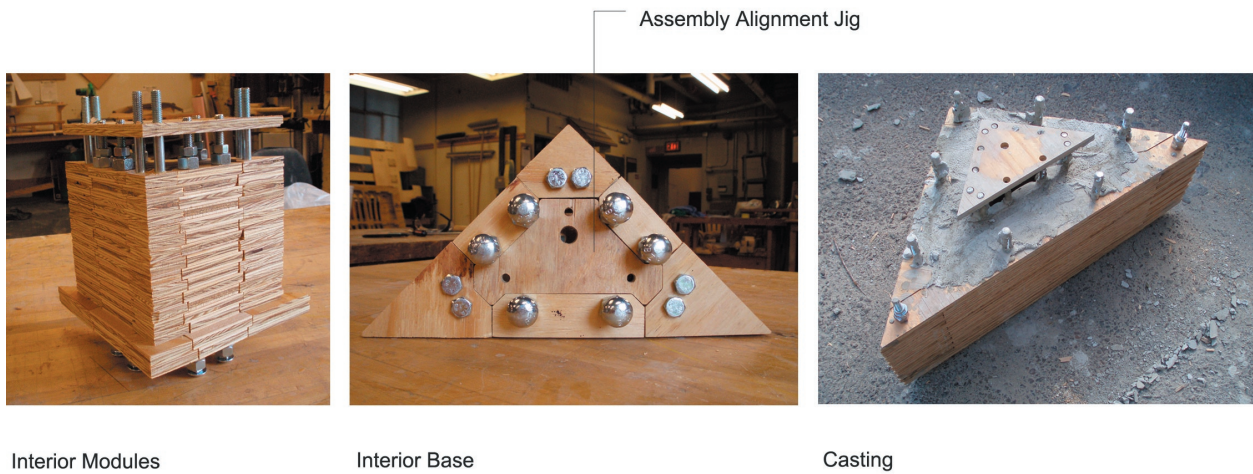 Assembly Alignment Jig
Interior Modules
Interior Base
Casting